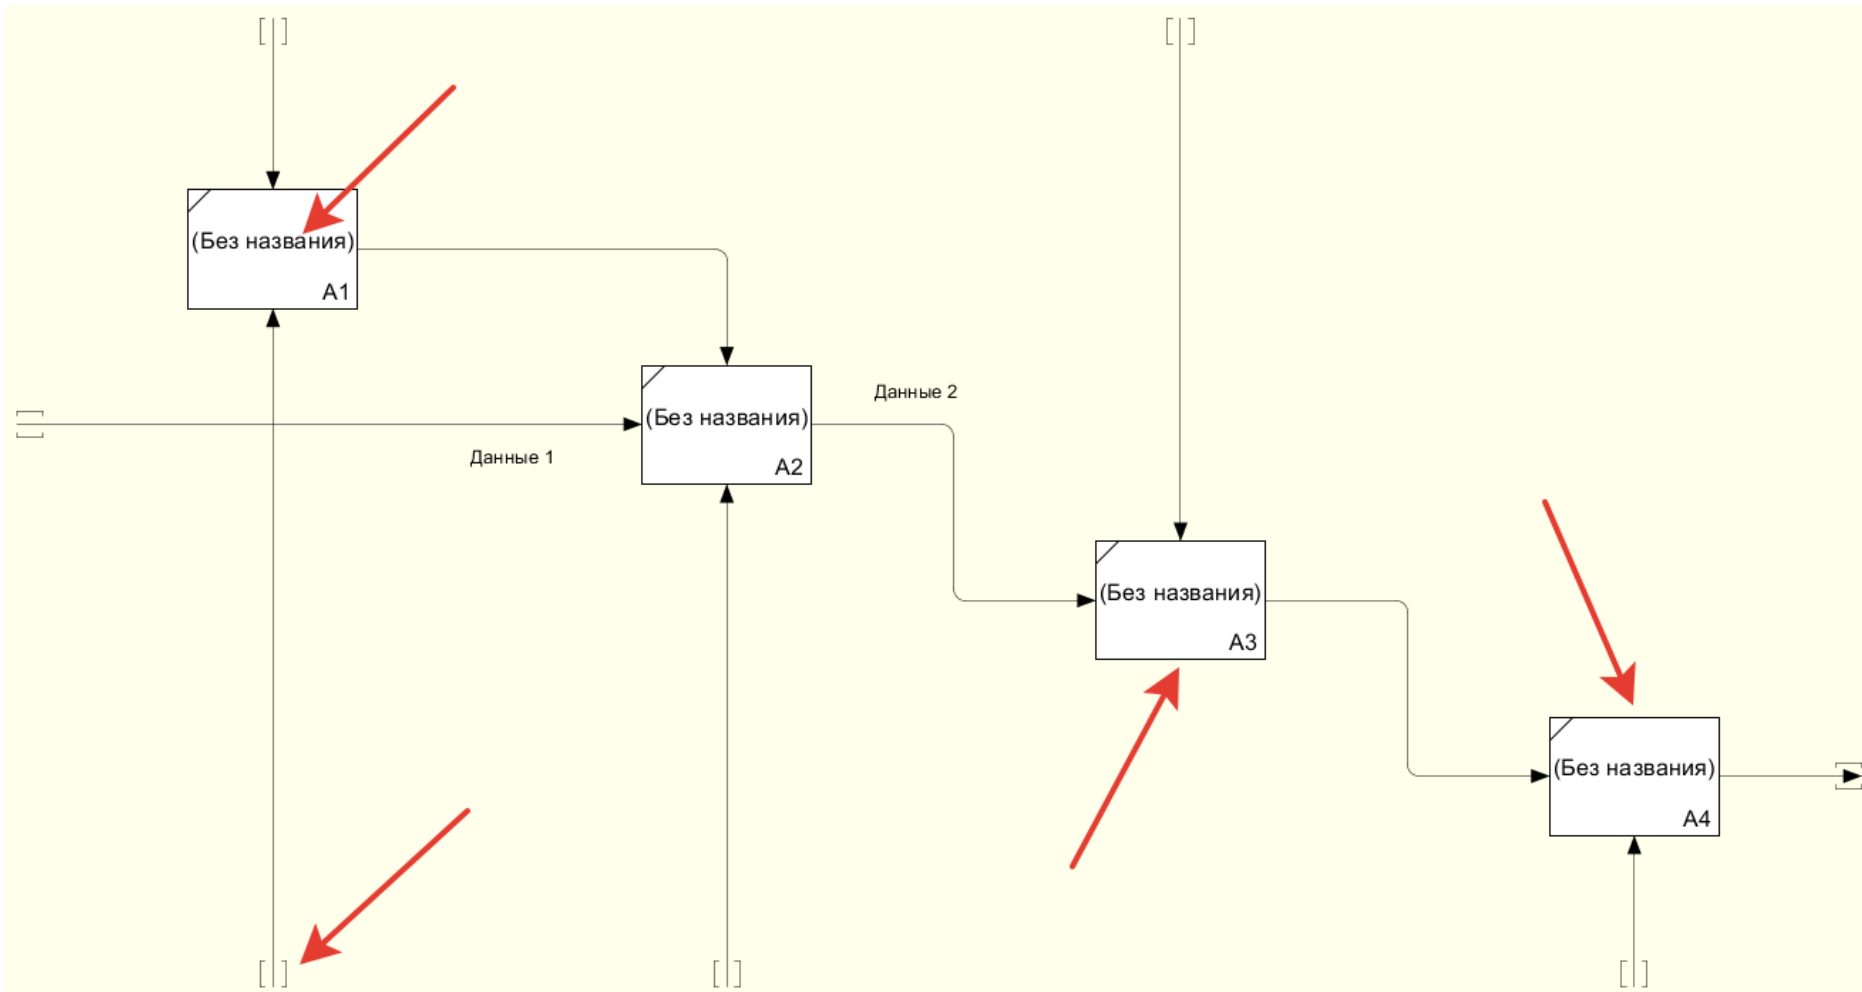 (Без названия)
A1
Данные 2
(Без названия)
A2
Данные 1
(Без названия)
A3
(Без названия)
A4